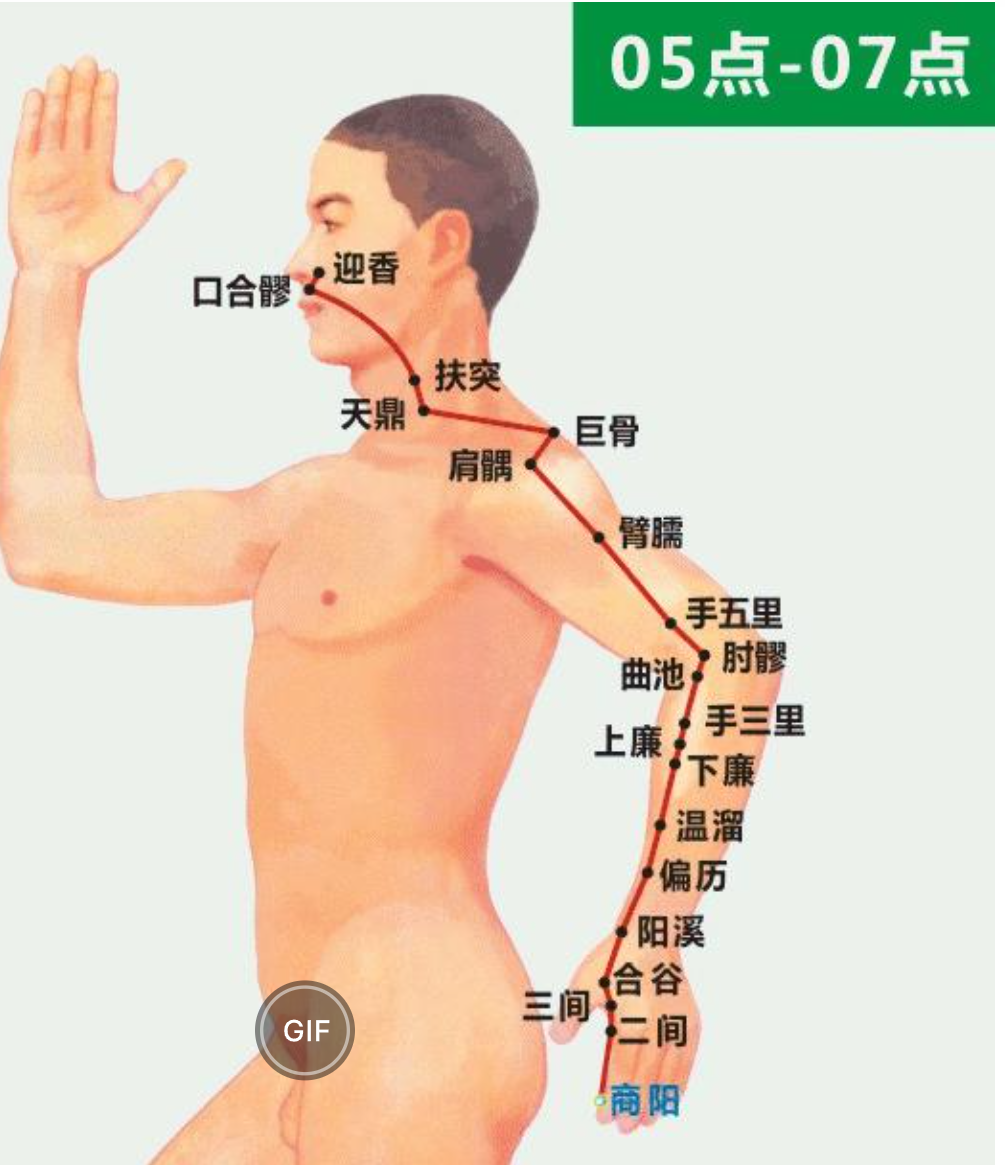 05点-07点
迎香
口合髎
扶突
天鼎
巨骨
肩髃
臂臑
手五里
肘髎
曲池
手三里
上廉
下廉
温溜
偏历
阳溪
合谷
三间
二间
商阳
GIF